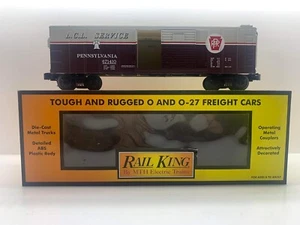 L.C.L. SERVICE
PENNSYLVANIA
TOUGH AND RUGGED O AND O-27 FREIGHT CARS
Die-Cast
Metal Trucks
Detailed
ABS
Plastic Body
Operating
Metal
Couplers
Attractively
Decorated
RAIL KING
By MTH Electric Trains